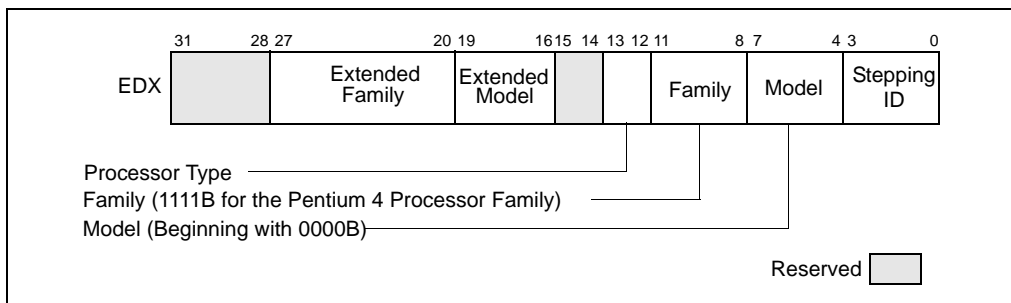 31 28 27 20 19 16 15 14 13 12 11 8 7 4 3 0
EDX
Extended Family
Extended Model
Family
Model
Stepping ID
Processor Type
Family (1111B for the Pentium 4 Processor Family)
Model (Beginning with 0000B)
Reserved